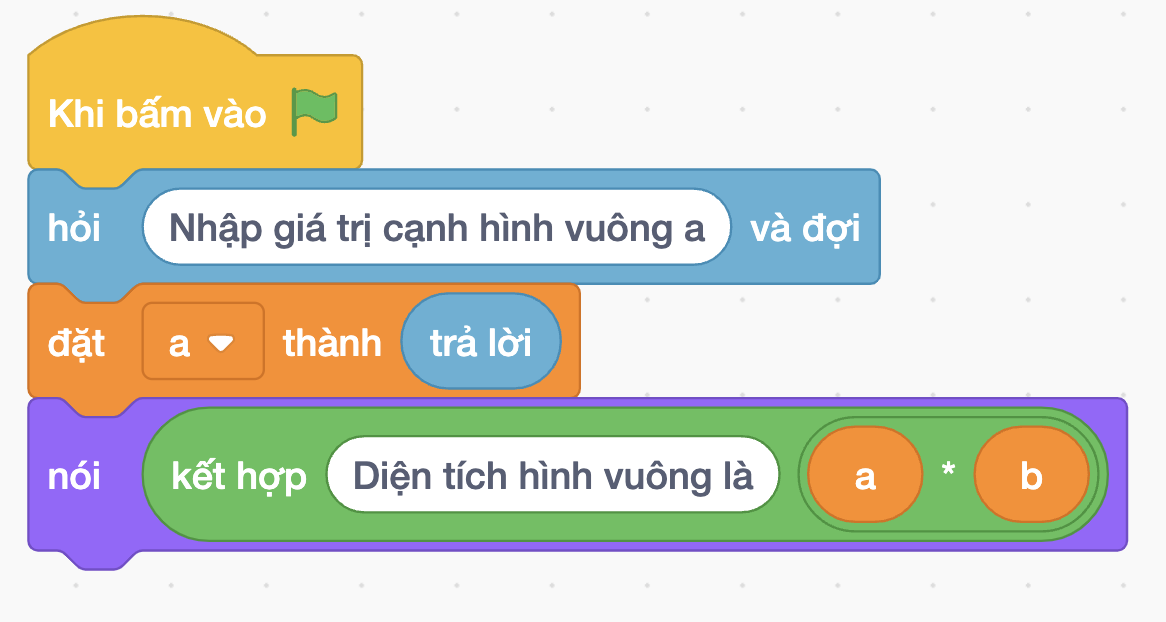 Khi bấm vào
hỏi Nhập giá trị cạnh hình vuông a và đợi
đặt a thành trả lời
nói kết hợp Diện tích hình vuông là a * b